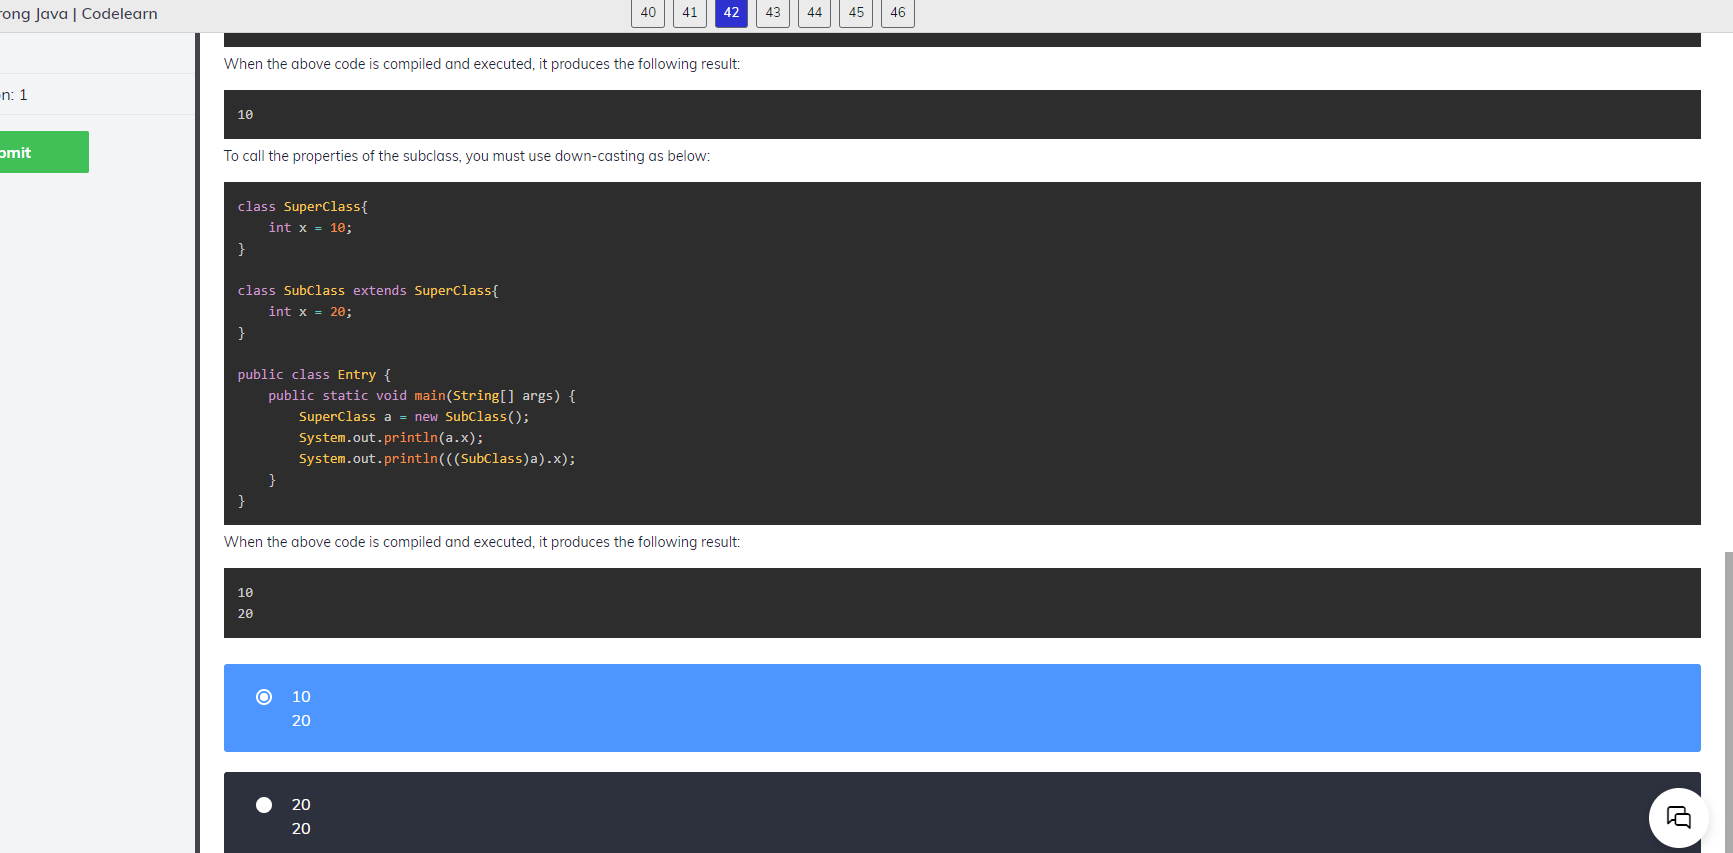 rong Java | Codelearn
40 41 42 43 44 45 46
n: 1
omit
When the above code is compiled and executed, it produces the following result:
10
To call the properties of the subclass, you must use down-casting as below:
class SuperClass{
    int x = 10;
}
class SubClass extends SuperClass{
    int x = 20;
}
public class Entry {
    public static void main(String[] args) {
        SuperClass a = new SubClass();
        System.out.println(a.x);
        System.out.println(((SubClass)a).x);
    }
}
When the above code is compiled and executed, it produces the following result:
10
20
10
20
20
20